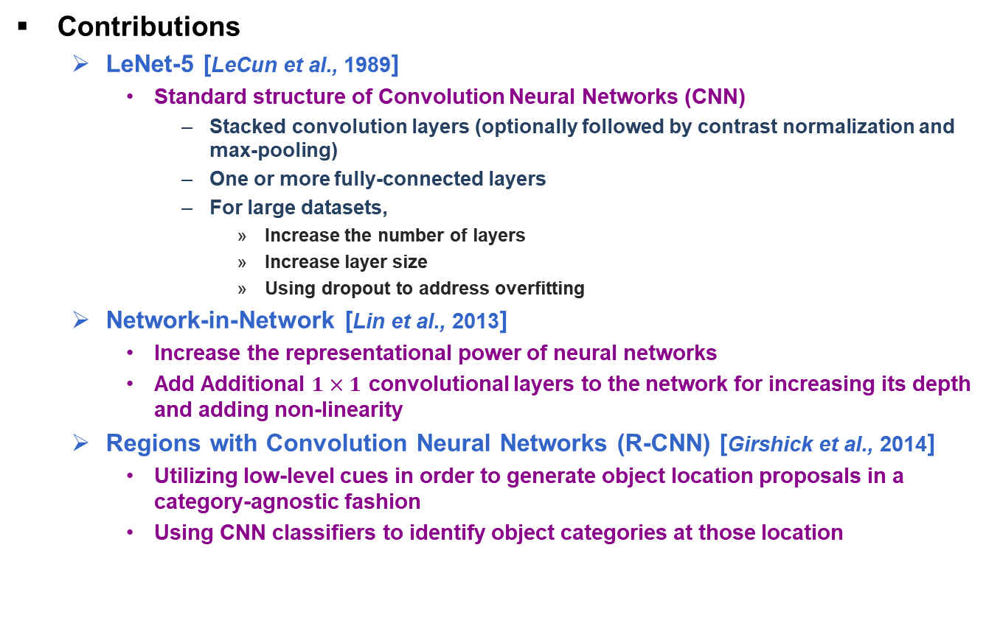 ▪ Contributions
➢ LeNet-5 [LeCun et al., 1989]
• Standard structure of Convolution Neural Networks (CNN)
– Stacked convolution layers (optionally followed by contrast normalization and
max-pooling)
– One or more fully-connected layers
– For large datasets,
» Increase the number of layers
» Increase layer size
» Using dropout to address overfitting
➢ Network-in-Network [Lin et al., 2013]
• Increase the representational power of neural networks
• Add Additional 1 × 1 convolutional layers to the network for increasing its depth
and adding non-linearity
➢ Regions with Convolution Neural Networks (R-CNN) [Girshick et al., 2014]
• Utilizing low-level cues in order to generate object location proposals in a
category-agnostic fashion
• Using CNN classifiers to identify object categories at those location